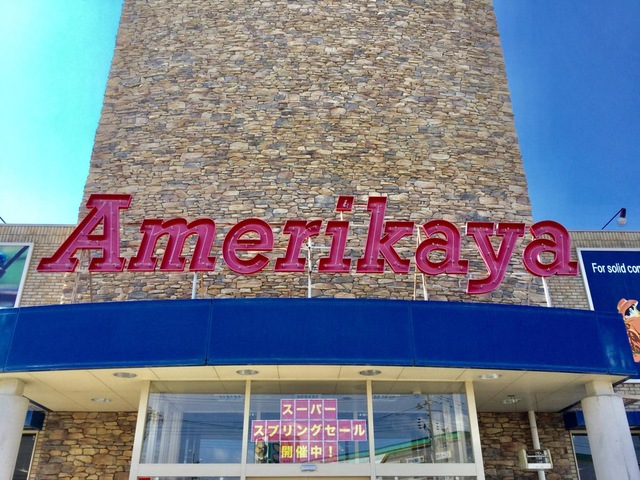 Amerikaya
For solid con
スーパー
スプリングセール
開催中！